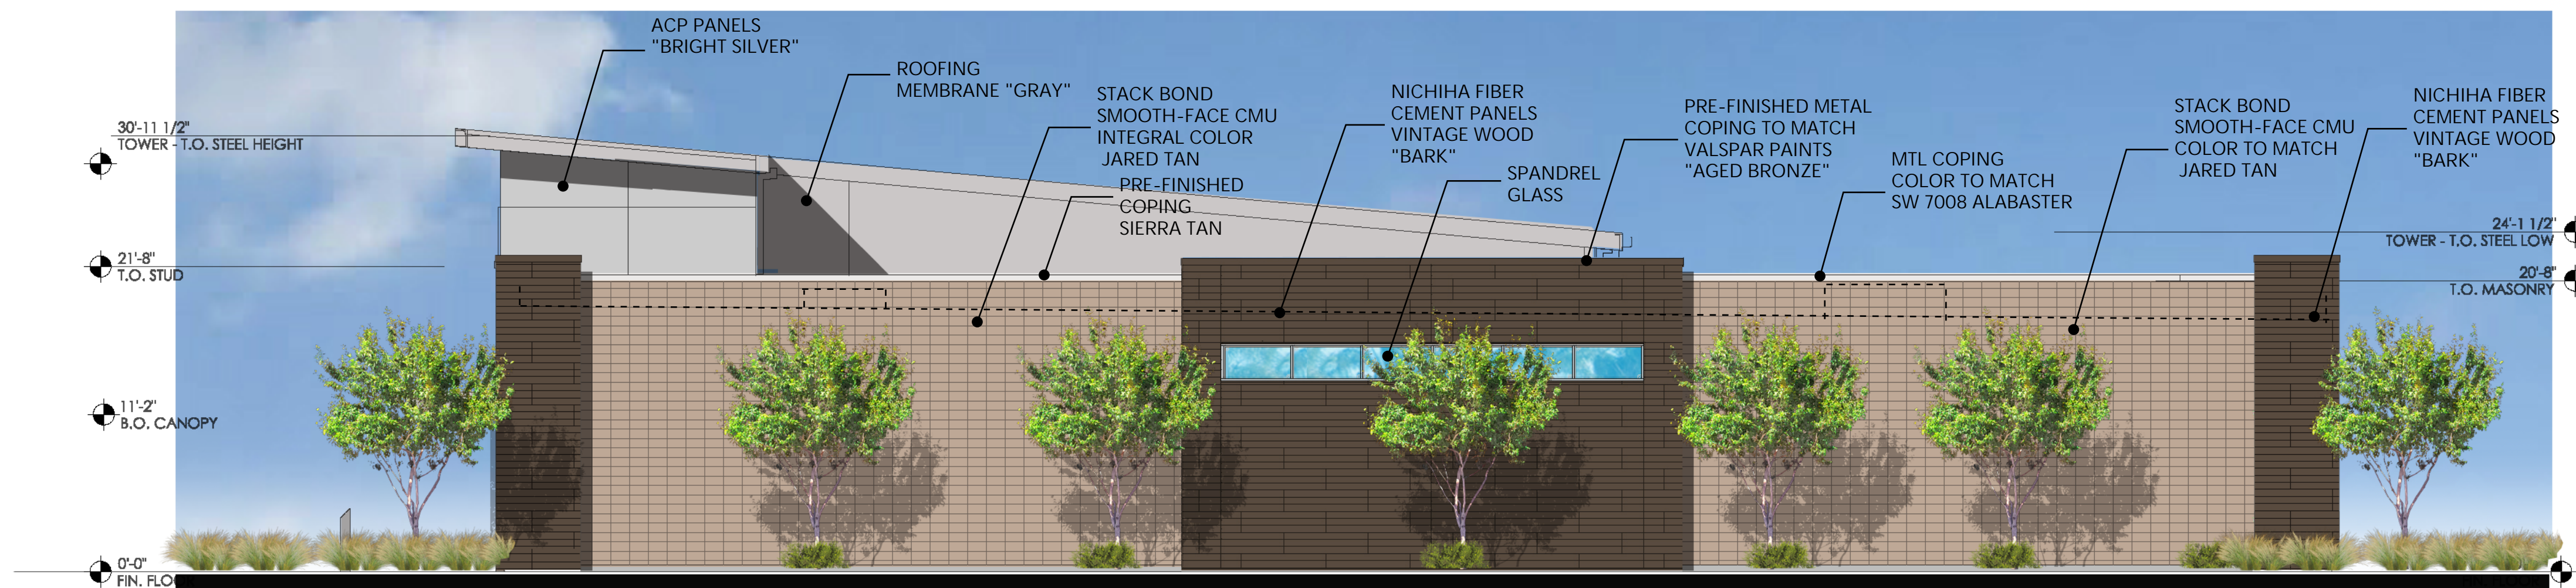 ACP PANELS
"BRIGHT SILVER"
ROOFING
MEMBRANE "GRAY"
STACK BOND
SMOOTH-FACE CMU
INTEGRAL COLOR
JARED TAN
PRE-FINISHED
COPING
SIERRA TAN
NICHIHA FIBER
CEMENT PANELS
VINTAGE WOOD
"BARK"
SPANDREL
GLASS
PRE-FINISHED METAL
COPING TO MATCH
VALSPAR PAINTS
"AGED BRONZE"
MTL COPING
COLOR TO MATCH
SW 7008 ALABASTER
STACK BOND
SMOOTH-FACE CMU
COLOR TO MATCH
JARED TAN
NICHIHA FIBER
CEMENT PANELS
VINTAGE WOOD
"BARK"
30'-11 1/2"
TOWER - T.O. STEEL HEIGHT
21'-8"
T.O. STUD
11'-2"
B.O. CANOPY
0'-0"
FIN. FLOOR
24'-1 1/2"
TOWER - T.O. STEEL LOW
20'-8"
T.O. MASONRY